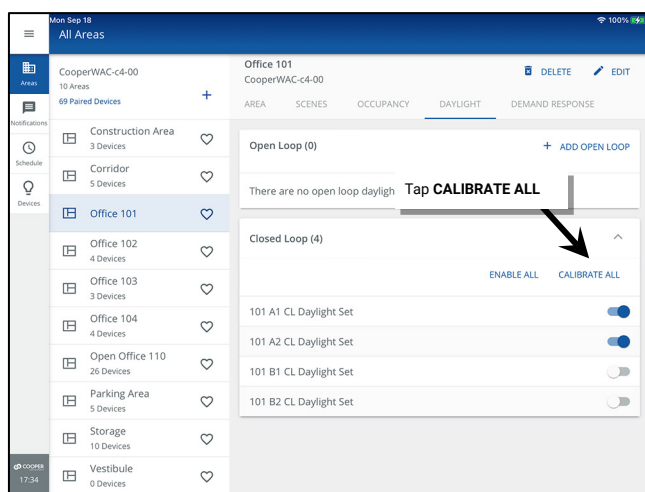 Mon Sep 18
100%
All Areas
Areas
Notifications
Schedule
Devices
COOPER
17:34
CooperWAC-c4-00
10 Areas
69 Paired Devices
+
Construction Area
3 Devices
Corridor
5 Devices
Office 101
Office 102
4 Devices
Office 103
3 Devices
Office 104
4 Devices
Open Office 110
26 Devices
Parking Area
5 Devices
Storage
10 Devices
Vestibule
0 Devices
Office 101
CooperWAC-c4-00
DELETE EDIT
AREA SCENES OCCUPANCY DAYLIGHT DEMAND RESPONSE
Open Loop (0) + ADD OPEN LOOP
There are no open loop dayligh
Tap CALIBRATE ALL
Closed Loop (4)
ENABLE ALL CALIBRATE ALL
101 A1 CL Daylight Set
101 A2 CL Daylight Set
101 B1 CL Daylight Set
101 B2 CL Daylight Set